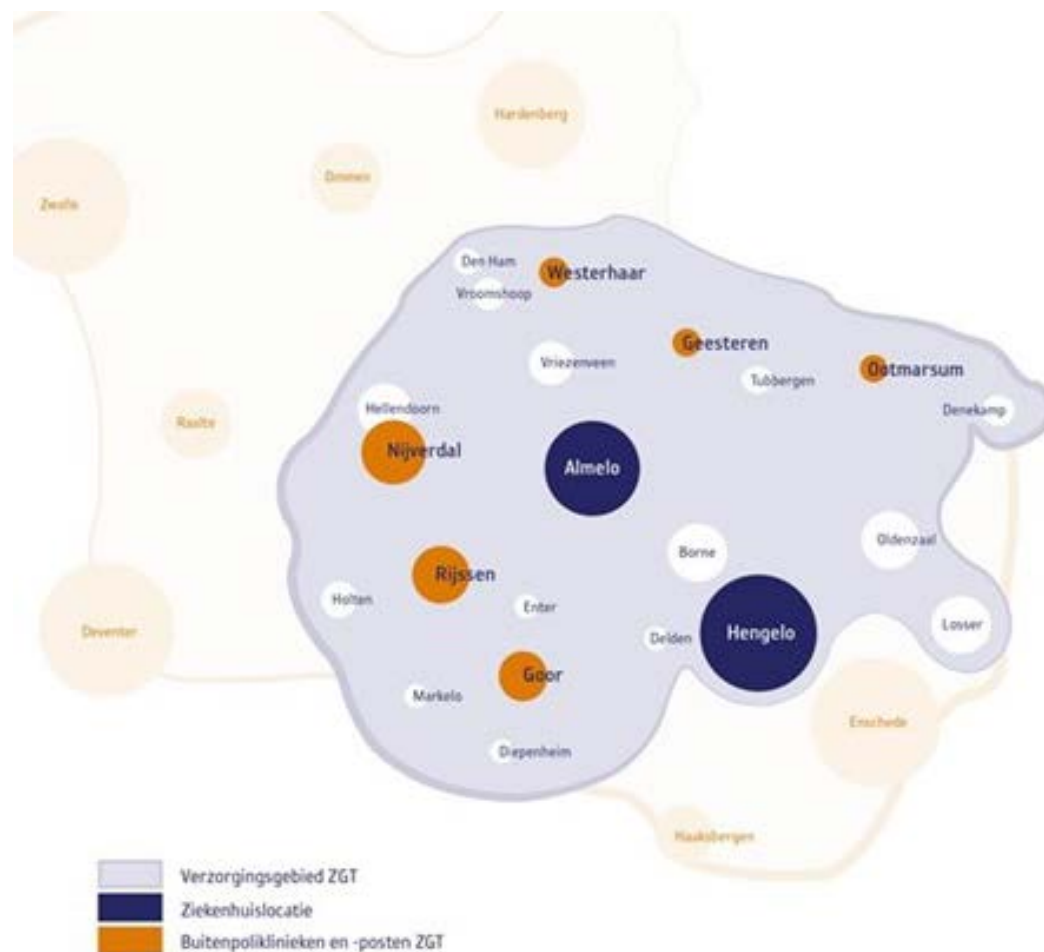 Hardenberg
Ommen
Zwolle
Den Ham
Westerhaar
Vroomshoop
Geesteren
Vriezenveen
Ootmarsum
Tubbergen
Hellendoorn
Denekamp
Raalte
Nijverdal
Almelo
Oldenzaal
Borne
Rijssen
Holten
Enter
Losser
Deventer
Hengelo
Delden
Goor
Markelo
Enschede
Diepenheim
Haaksbergen
Verzorgingsgebied ZGT
Ziekenhuislocatie
Buitenpoliklinieken en -posten ZGT